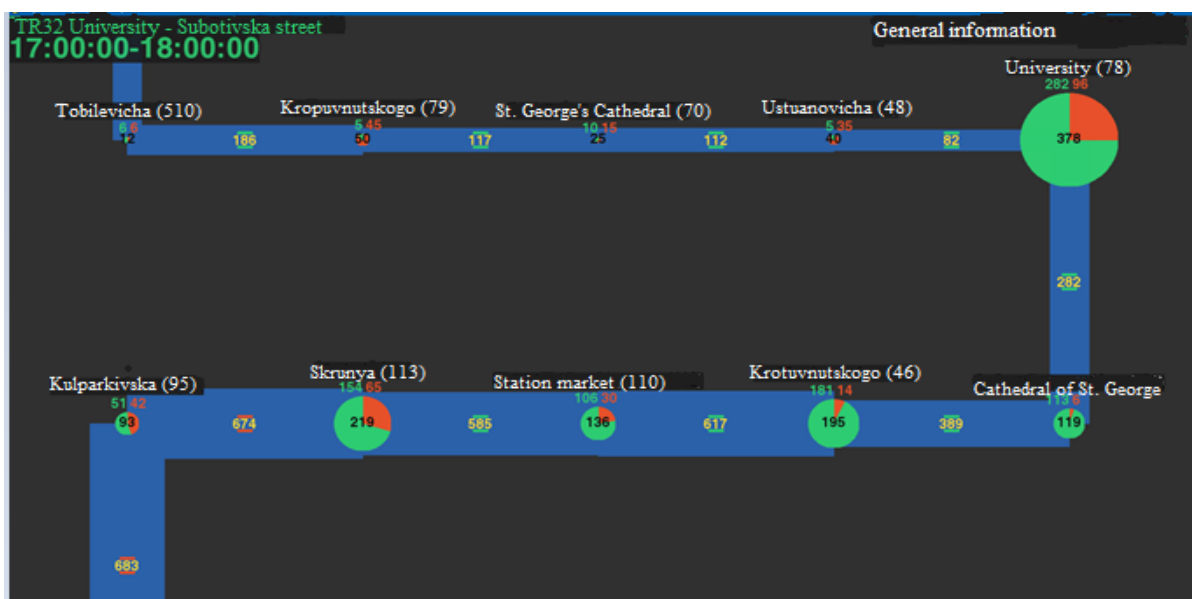 TR32 University - Subotivska street
General information
17:00:00-18:00:00
University (78)
282 96
Tobilevicha (510)
Kropuvnutskogo (79)
St. George's Cathedral (70)
Ustuanovicha (48)
6 6
5 45
10 15
5 35
12
186
50
117
25
112
40
82
378
282
Kulparkivska (95)
Skrunya (113)
Station market (110)
Krotuvnutskogo (46)
Cathedral of St. George
51 42
154 65
106 30
181 14
113 6
93
674
219
585
136
617
195
389
119
683